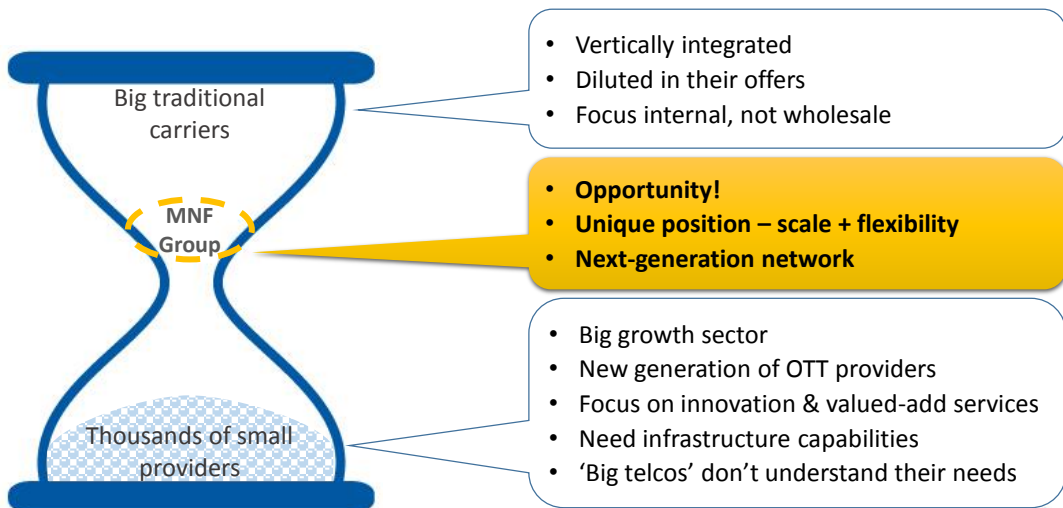 Big traditional
carriers
• Vertically integrated
• Diluted in their offers
• Focus internal, not wholesale
MNF
Group
• Opportunity!
• Unique position – scale + flexibility
• Next-generation network
Thousands of small
providers
• Big growth sector
• New generation of OTT providers
• Focus on innovation & valued-add services
• Need infrastructure capabilities
• ‘Big telcos’ don’t understand their needs